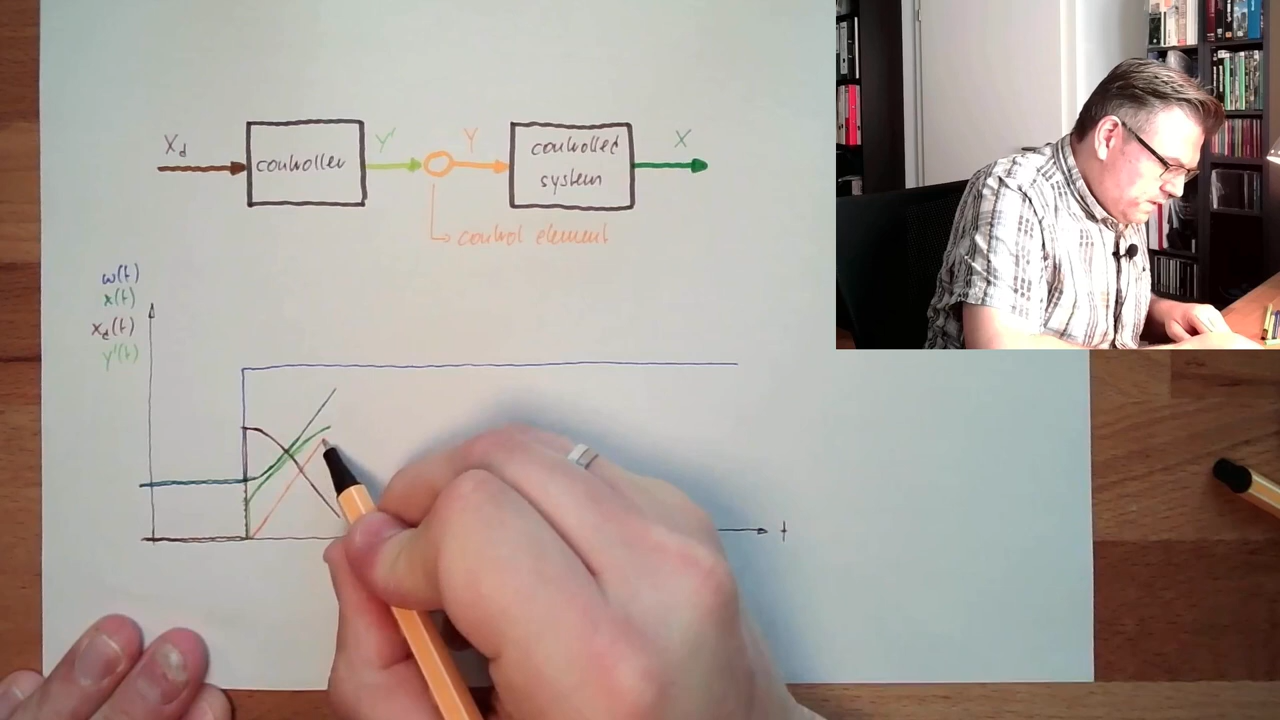 Xd
controller
Y'
Y
controlled
system
X
control element
w(t)
x(t)
xd(t)
y'(t)
t